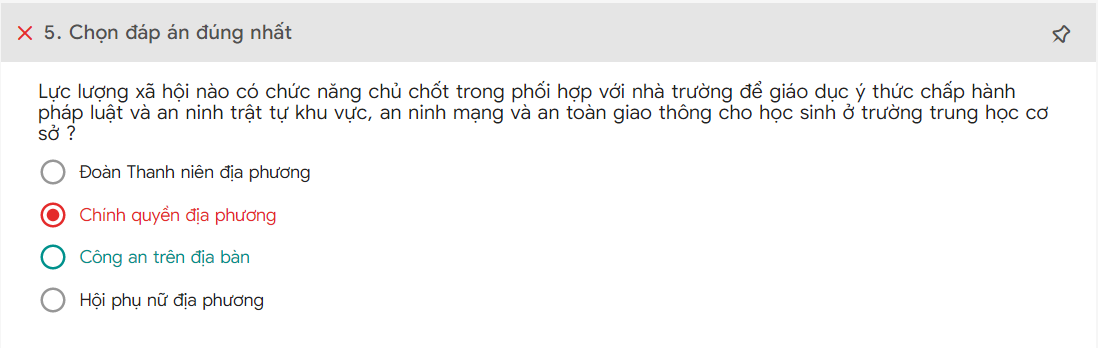 5. Chọn đáp án đúng nhất
Lực lượng xã hội nào có chức năng chủ chốt trong phối hợp với nhà trường để giáo dục ý thức chấp hành
pháp luật và an ninh trật tự khu vực, an ninh mạng và an toàn giao thông cho học sinh ở trường trung học cơ
sở ?
Đoàn Thanh niên địa phương
Chính quyền địa phương
Công an trên địa bàn
Hội phụ nữ địa phương